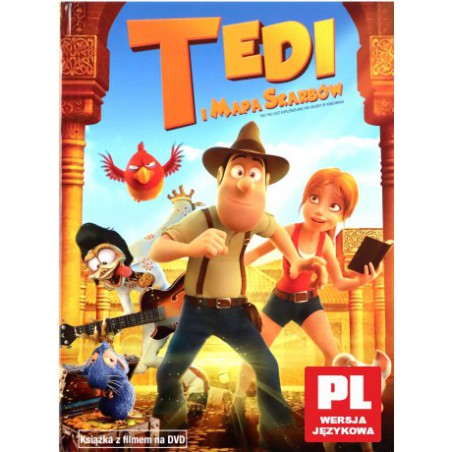 TEDI
I MAPA SKARBÓW
PL
WERSJA
JĘZYKOWA
Książka z filmem na DVD